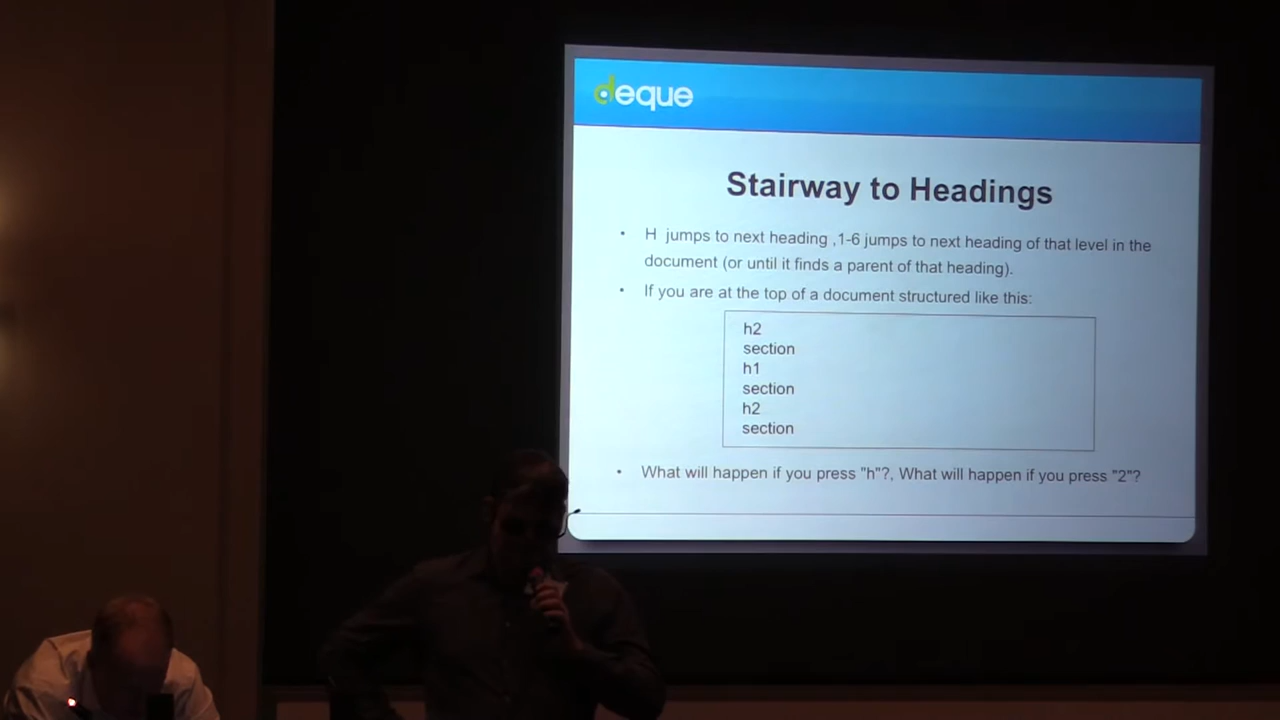 deque
Stairway to Headings
• H jumps to next heading ,1-6 jumps to next heading of that level in the
document (or until it finds a parent of that heading).
• If you are at the top of a document structured like this:
h2
section
h1
section
h2
section
• What will happen if you press "h"?, What will happen if you press "2"?